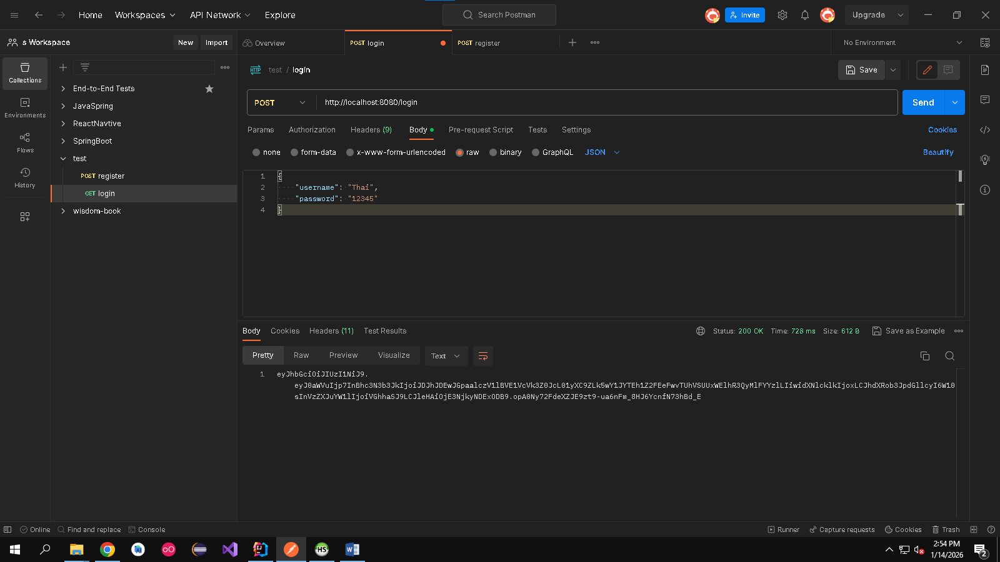 Home Workspaces API Network Explore Search Postman Invite Upgrade
s Workspace New Import Overview POST login POST register No Environment
Collections
Environments
Flows
History
End-to-End Tests
JavaSpring
ReactNavtive
SpringBoot
test
POST register
GET login
wisdom-book
HTTP test / login Save
POST http://localhost:8080/login Send
Params Authorization Headers (9) Body Pre-request Script Tests Settings Cookies
none form-data x-www-form-urlencoded raw binary GraphQL JSON Beautify
1 {
2 "username": "Thai",
3 "password": "12345"
4 }
Body Cookies Headers (11) Test Results Status: 200 OK Time: 728 ms Size: 612 B Save as Example
Pretty Raw Preview Visualize Text
1 eyJhbGciOiJIUzI1NiJ9.
Online Find and replace Console Runner Capture requests Cookies Trash
2:54 PM
1/14/2026
2